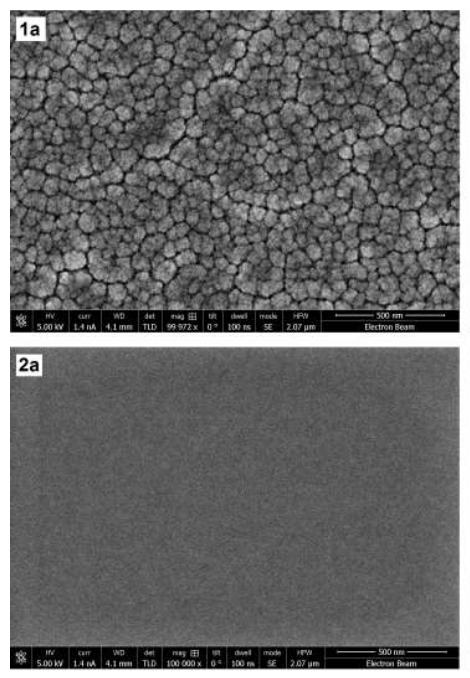 1a
HV curr WD det mag ⊞ tilt dwell mode HFW 500 nm
5.00 kV 1.4 nA 4.1 mm TLD 99 972 x 0 ° 100 ns SE 2.07 µm Electron Beam
2a
HV curr WD det mag ⊞ tilt dwell mode HFW 500 nm
5.00 kV 1.4 nA 4.1 mm TLD 100 000 x 0 ° 100 ns SE 2.07 µm Electron Beam